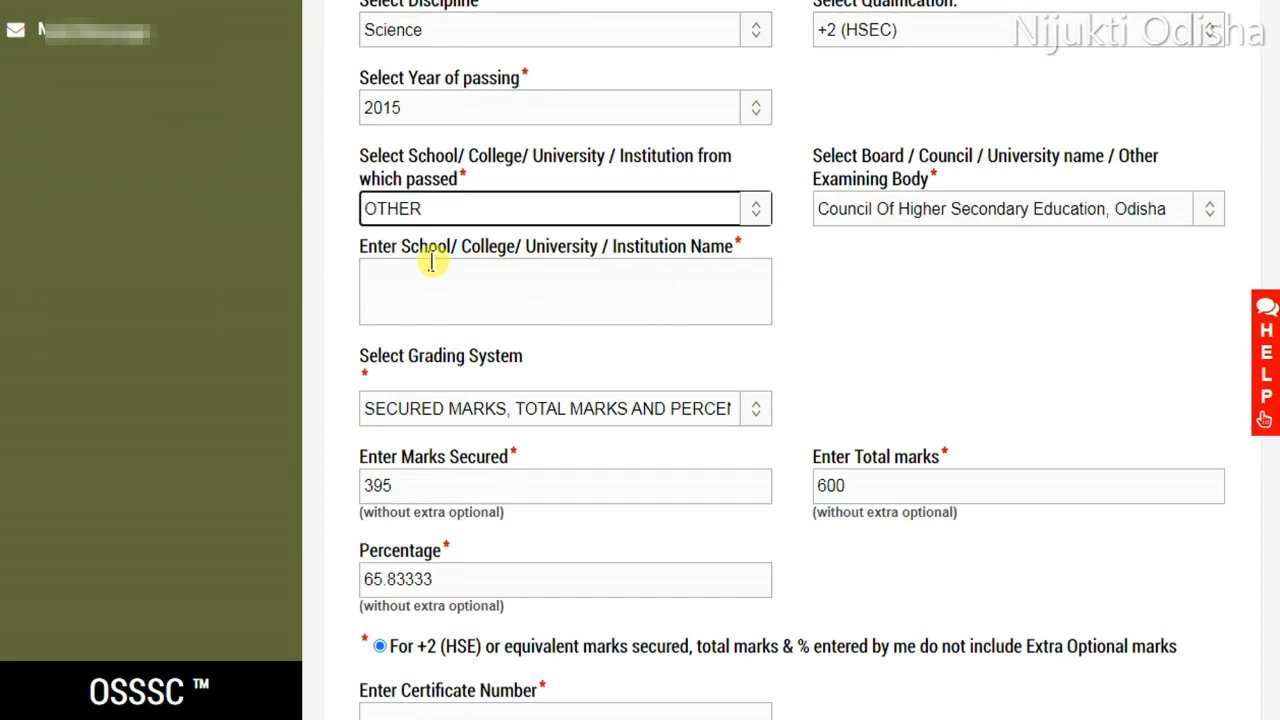 Select Discipline
Select Qualification:
Science
+2 (HSEC)
Nijukti Odisha
Select Year of passing*
2015
Select School/ College/ University / Institution from
which passed*
Select Board / Council / University name / Other
Examining Body*
OTHER
Council Of Higher Secondary Education, Odisha
Enter School/ College/ University / Institution Name*
Select Grading System
*
SECURED MARKS, TOTAL MARKS AND PERCEN
Enter Marks Secured*
Enter Total marks*
395
600
(without extra optional)
(without extra optional)
Percentage*
65.83333
(without extra optional)
* For +2 (HSE) or equivalent marks secured, total marks & % entered by me do not include Extra Optional marks
Enter Certificate Number*
OSSSC ™
HELP